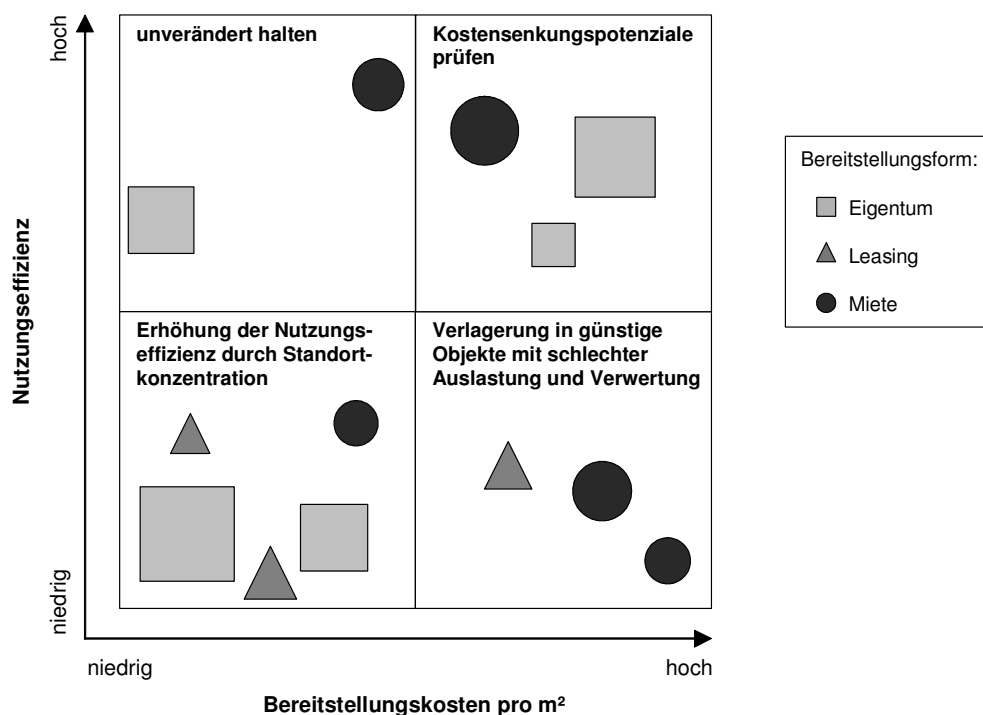 hoch
unverändert halten
Kostensenkungspotenziale
prüfen
Bereitstellungsform:
Eigentum
Leasing
Miete
Nutzungseffizienz
Erhöhung der Nutzungs-
effizienz durch Standort-
konzentration
Verlagerung in günstige
Objekte mit schlechter
Auslastung und Verwertung
niedrig
niedrig
hoch
Bereitstellungskosten pro m²